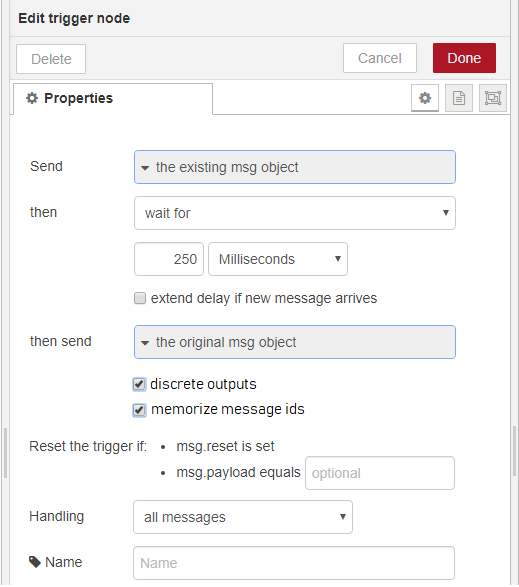 Edit trigger node
Delete
Cancel
Done
Properties
Send
the existing msg object
then
wait for
250
Milliseconds
extend delay if new message arrives
then send
the original msg object
discrete outputs
memorize message ids
Reset the trigger if:
• msg.reset is set
• msg.payload equals
optional
Handling
all messages
Name
Name